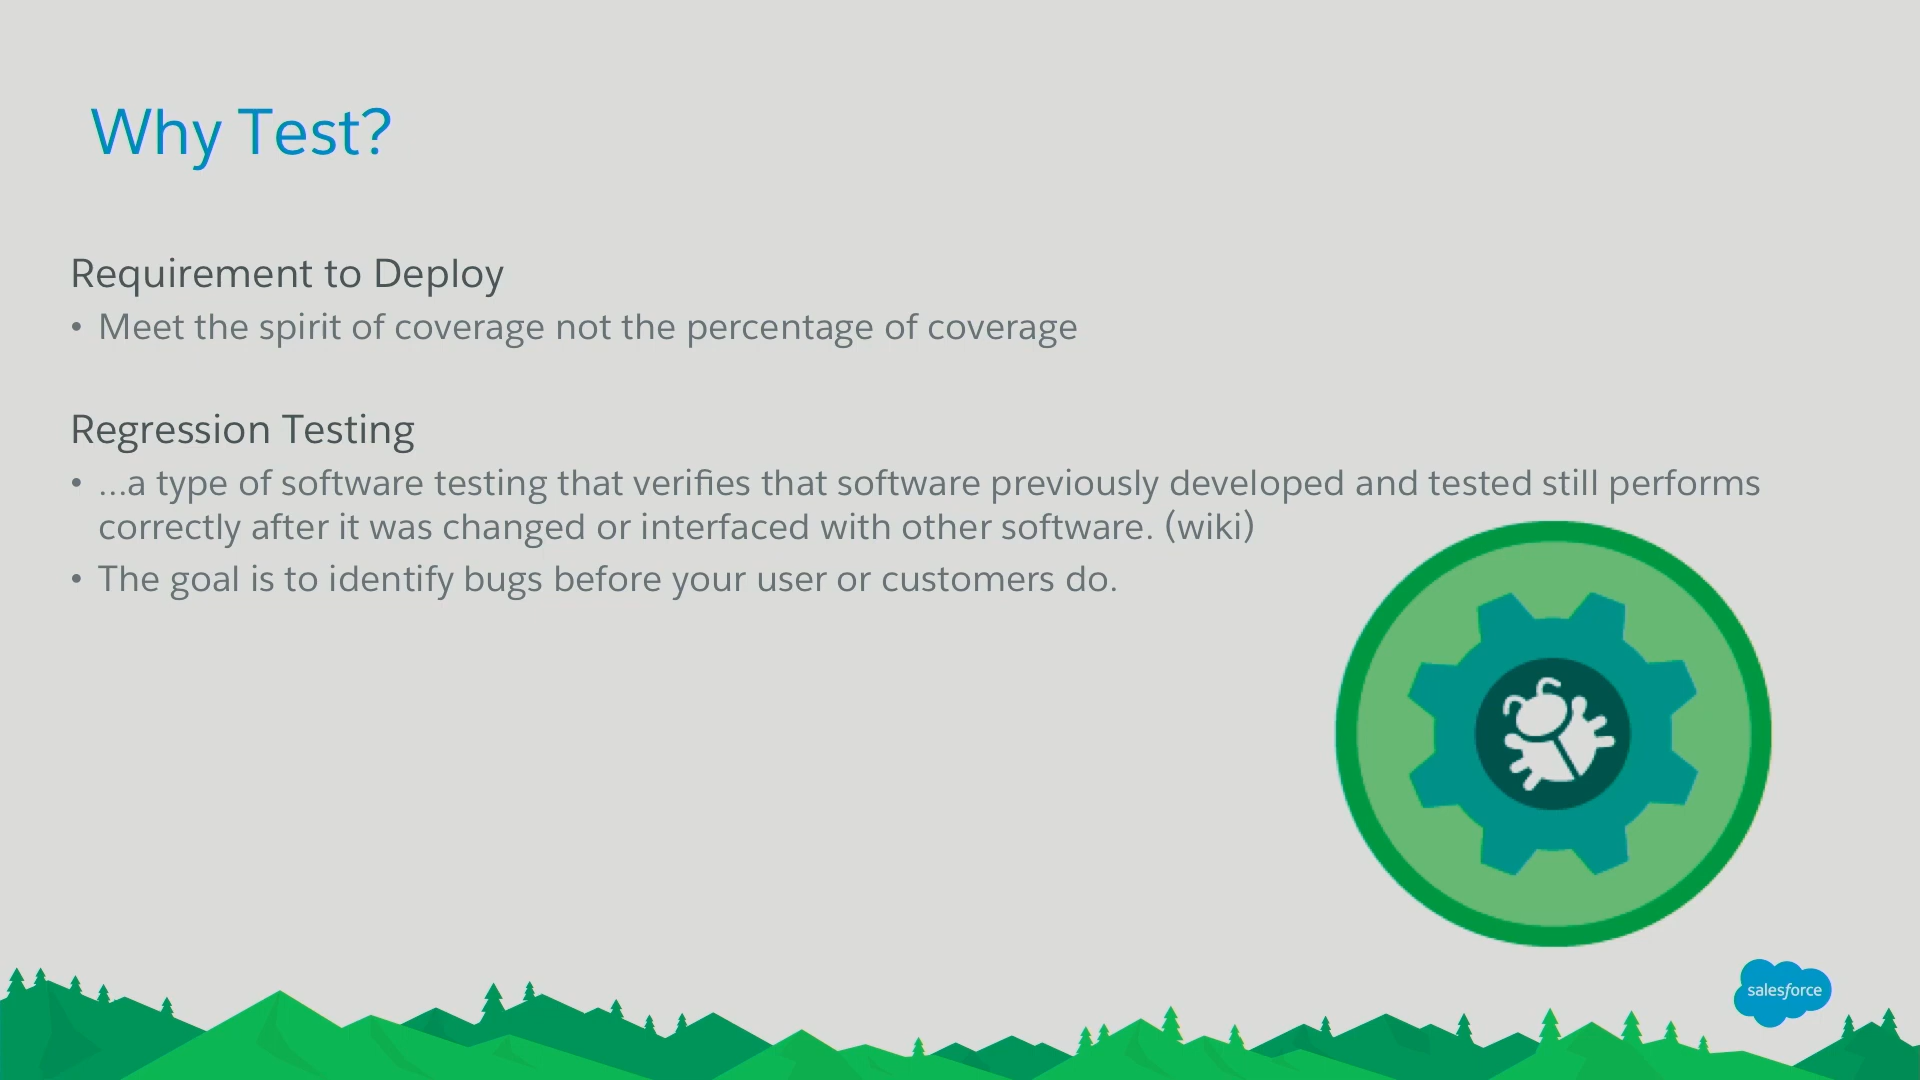 Why Test?
Requirement to Deploy
• Meet the spirit of coverage not the percentage of coverage
Regression Testing
• ...a type of software testing that verifies that software previously developed and tested still performs
correctly after it was changed or interfaced with other software. (wiki)
• The goal is to identify bugs before your user or customers do.
salesforce